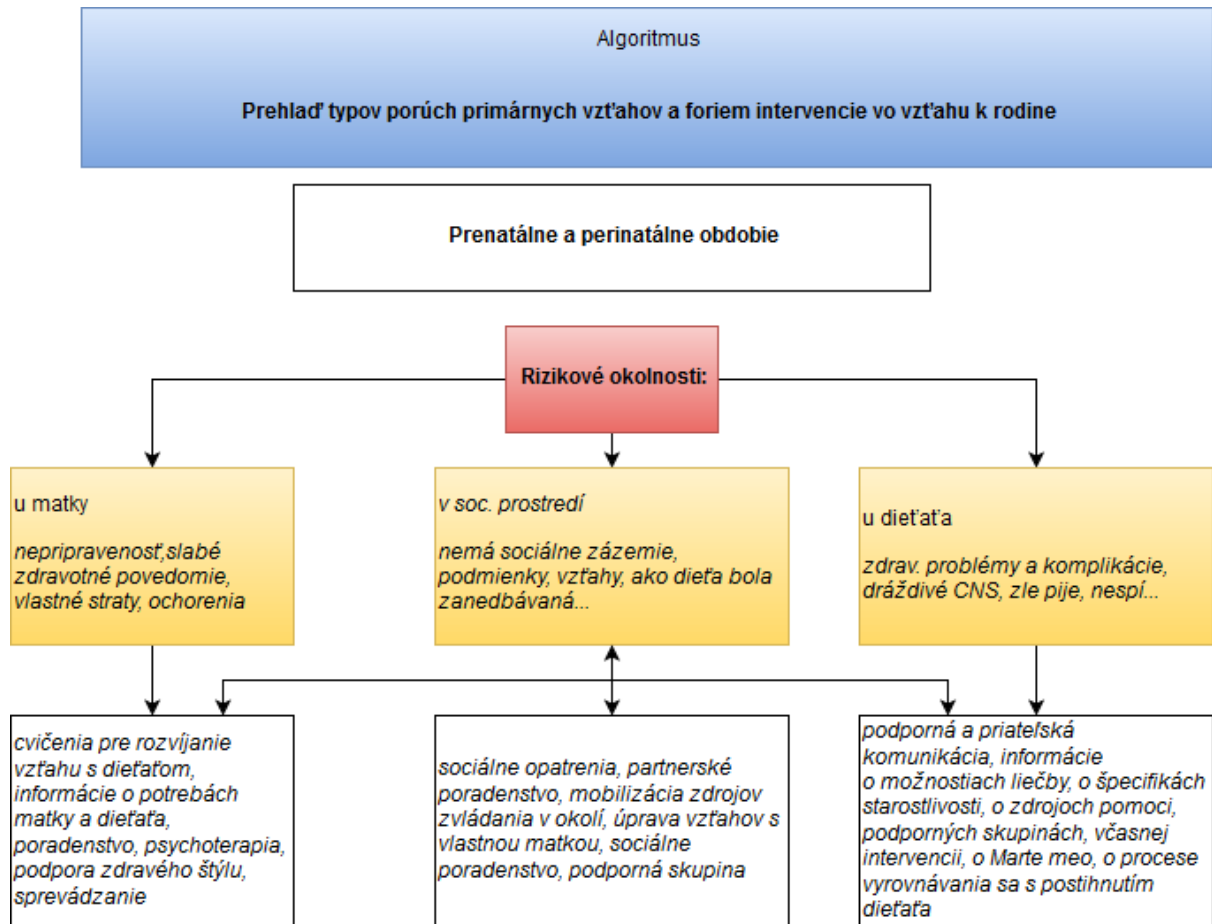 Algoritmus
Prehlaď typov porúch primárnych vzťahov a foriem intervencie vo vzťahu k rodine
Prenatálne a perinatálne obdobie
Rizikové okolnosti:
u matky
nepripravenosť,slabé
zdravotné povedomie,
vlastné straty, ochorenia
v soc. prostredí
nemá sociálne zázemie,
podmienky, vzťahy, ako dieťa bola
zanedbávaná...
u dieťaťa
zdrav. problémy a komplikácie,
dráždivé CNS, zle pije, nespí...
cvičenia pre rozvíjanie
vzťahu s dieťaťom,
informácie o potrebách
matky a dieťaťa,
poradenstvo, psychoterapia,
podpora zdravého štýlu,
sprevádzanie
sociálne opatrenia, partnerské
poradenstvo, mobilizácia zdrojov
zvládania v okolí, úprava vzťahov s
vlastnou matkou, sociálne
poradenstvo, podporná skupina
podporná a priateľská
komunikácia, informácie
o možnostiach liečby, o špecifikách
starostlivosti, o zdrojoch pomoci,
podporných skupinách, včasnej
intervencii, o Marte meo, o procese
vyrovnávania sa s postihnutím
dieťaťa